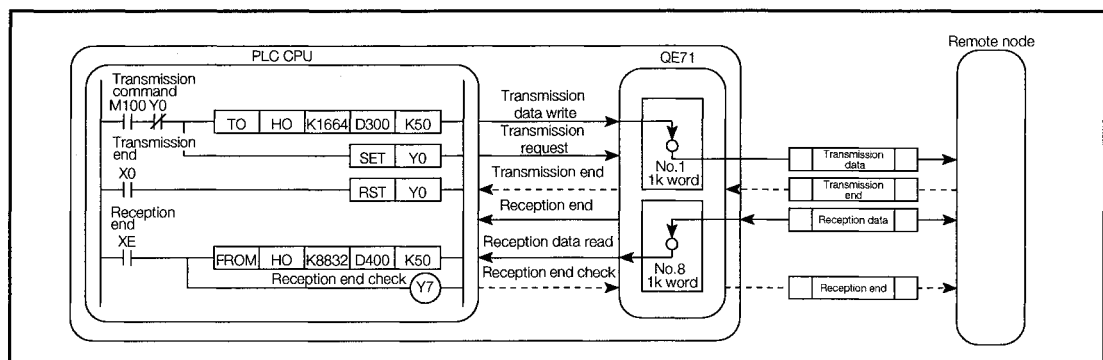 PLC CPU
QE71
Remote node
Transmission
command
M100 Y0
TO HO K1664 D300 K50
Transmission
data write
Transmission
request
Transmission
end
SET Y0
X0
RST Y0
Transmission end
No.1
1k word
Transmission
data
Transmission
end
Reception
end
Reception end
Reception data
XE
FROM HO K8832 D400 K50
Reception data read
Reception end check
Y7
Reception end check
No.8
1k word
Reception end